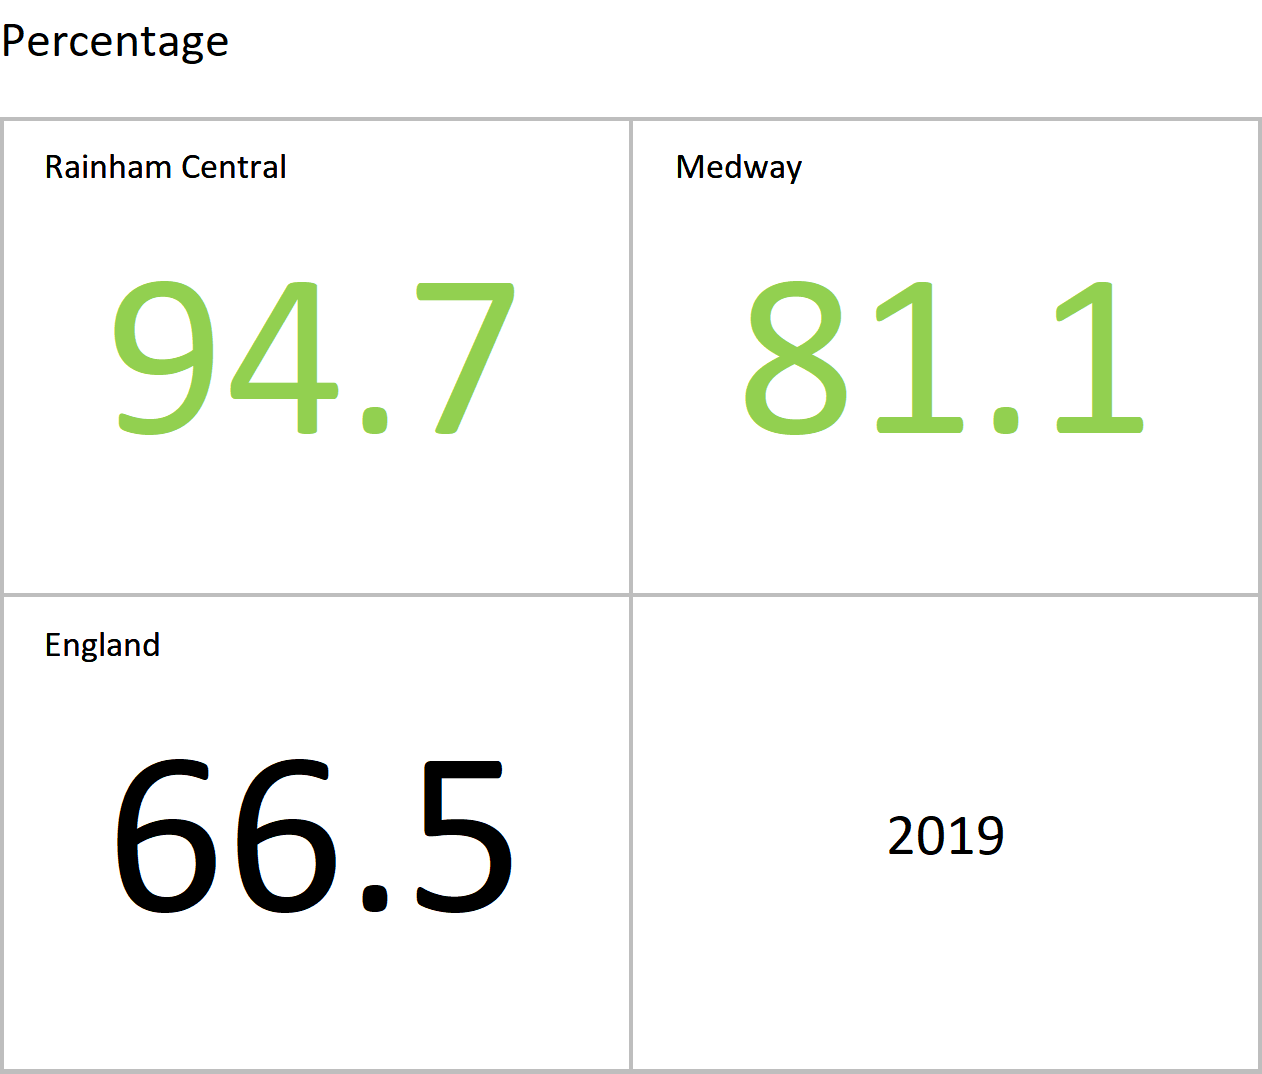 Percentage
Rainham Central
94.7
Medway
81.1
England
66.5
2019